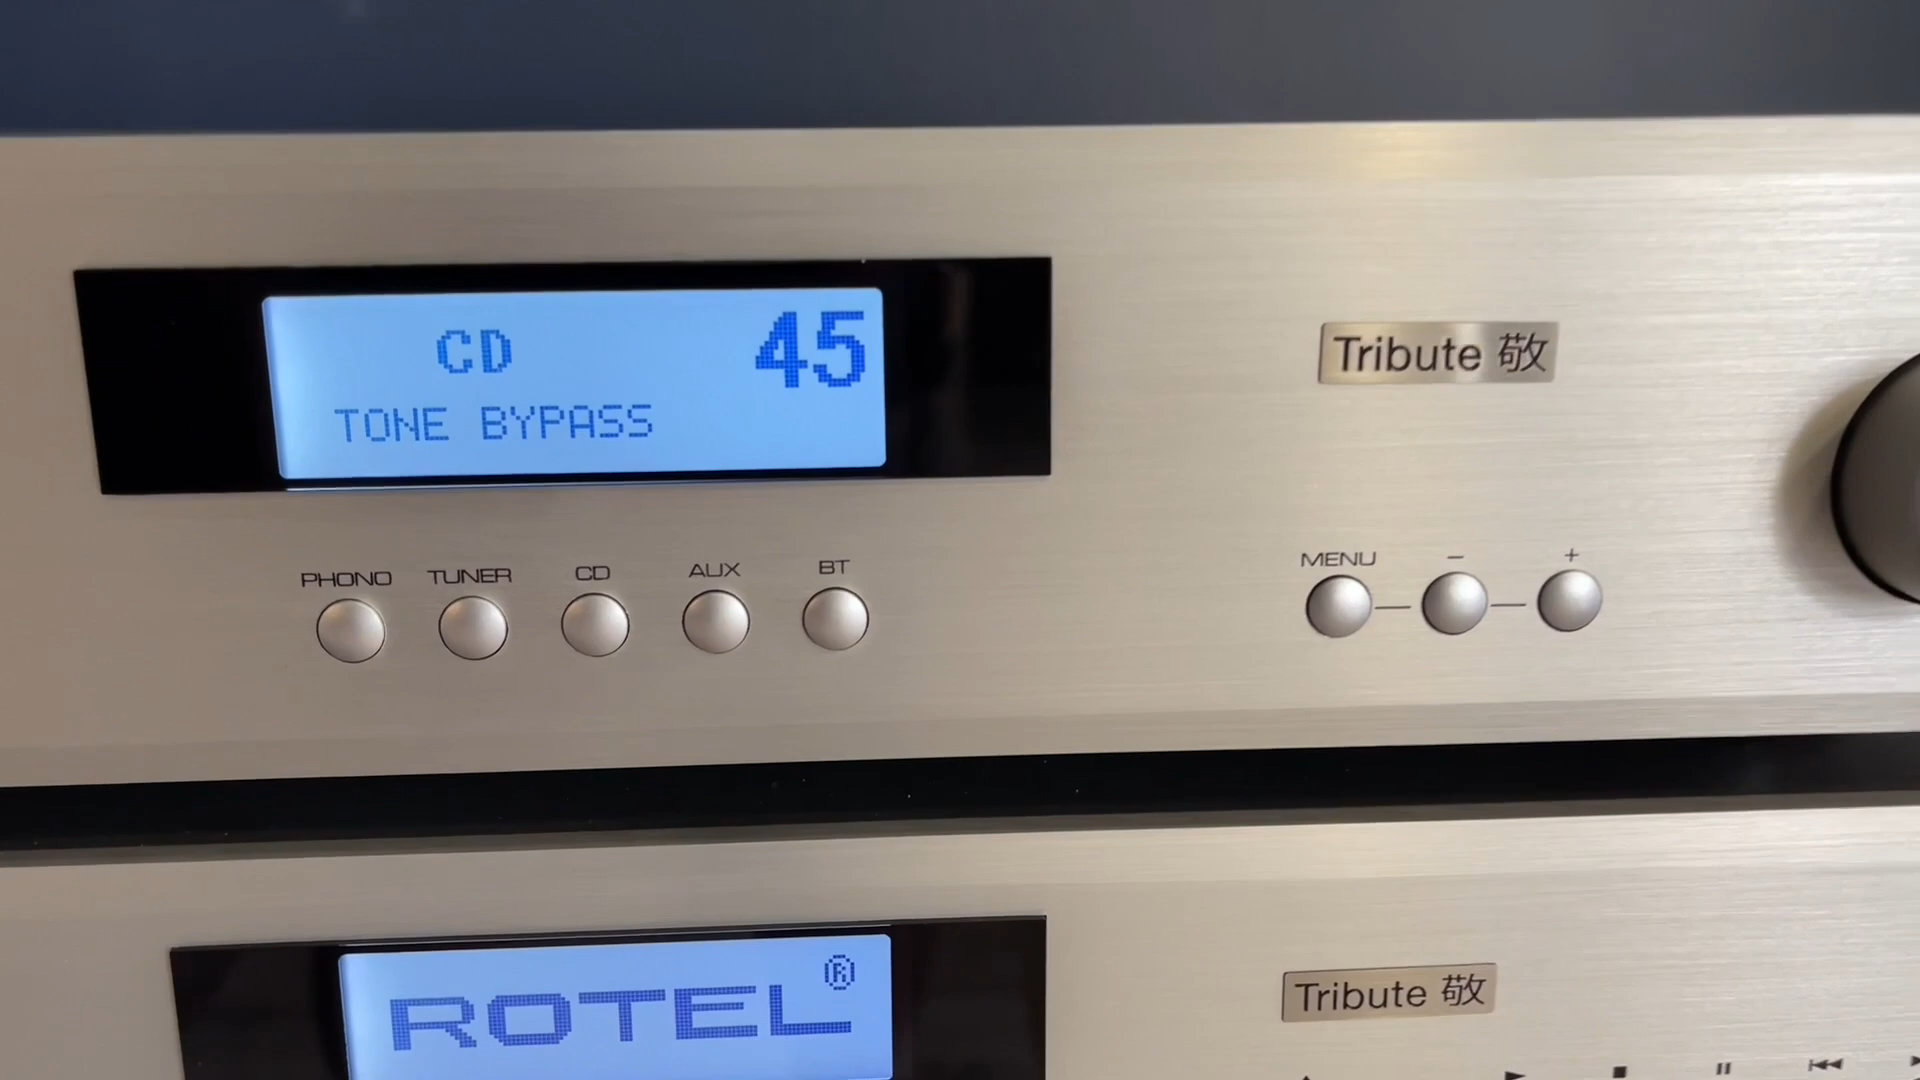 CD 45
TONE BYPASS
Tribute 敬
PHONO TUNER CD AUX BT
MENU − +
ROTEL®
Tribute 敬